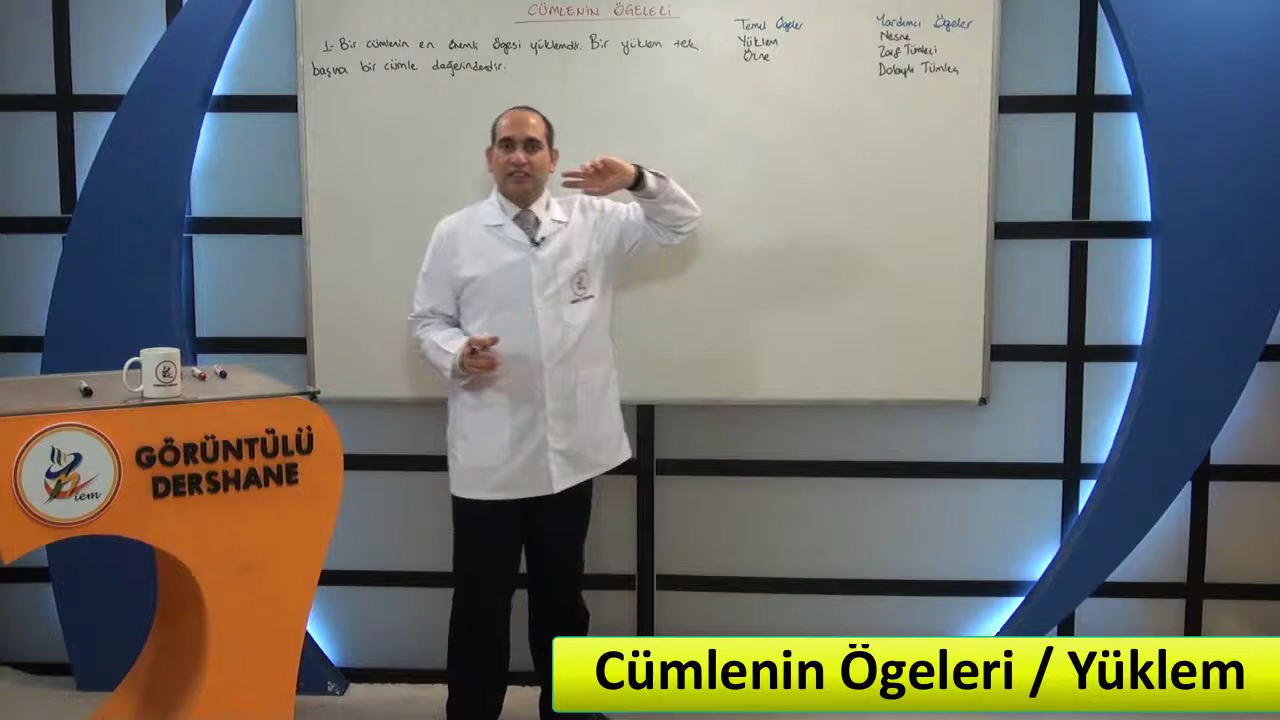 CÜMLENİN ÖGELERİ
1- Bir cümlenin en önemli ögesi yüklemdir. Bir yüklem tek
başına bir cümle değerindedir.
Temel Ögeler
Yüklem
Özne
Yardımcı Ögeler
Nesne
Zarf Tümleci
Dolaylı Tümleç
GÖRÜNTÜLÜ
DERSHANE
iem
Cümlenin Ögeleri / Yüklem